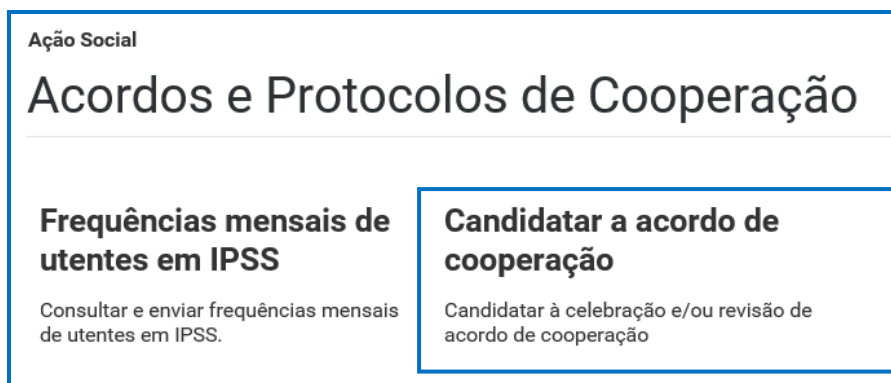 Ação Social
Acordos e Protocolos de Cooperação
Frequências mensais de
utentes em IPSS
Consultar e enviar frequências mensais
de utentes em IPSS.
Candidatar a acordo de
cooperação
Candidatar à celebração e/ou revisão de
acordo de cooperação